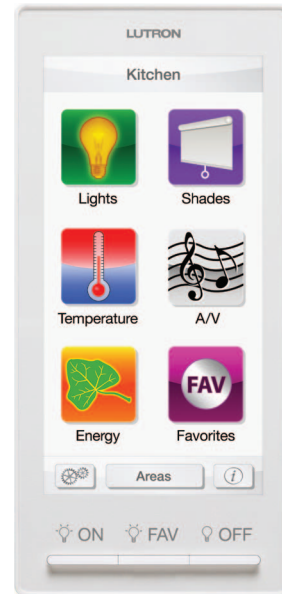 LUTRON
Kitchen
Lights Shades
Temperature A/V
FAV
Energy Favorites
Areas i
ON FAV OFF